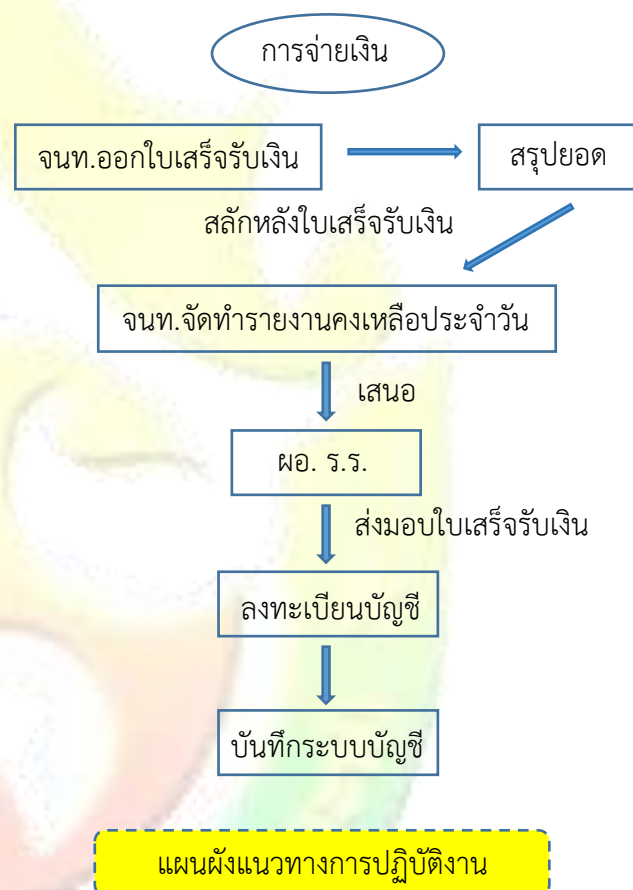 การจ่ายเงิน
จนท.ออกใบเสร็จรับเงิน
สรุปยอด
สลักหลังใบเสร็จรับเงิน
จนท.จัดทำรายงานคงเหลือประจำวัน
เสนอ
ผอ. ร.ร.
ส่งมอบใบเสร็จรับเงิน
ลงทะเบียนบัญชี
บันทึกระบบบัญชี
แผนผังแนวทางการปฏิบัติงาน